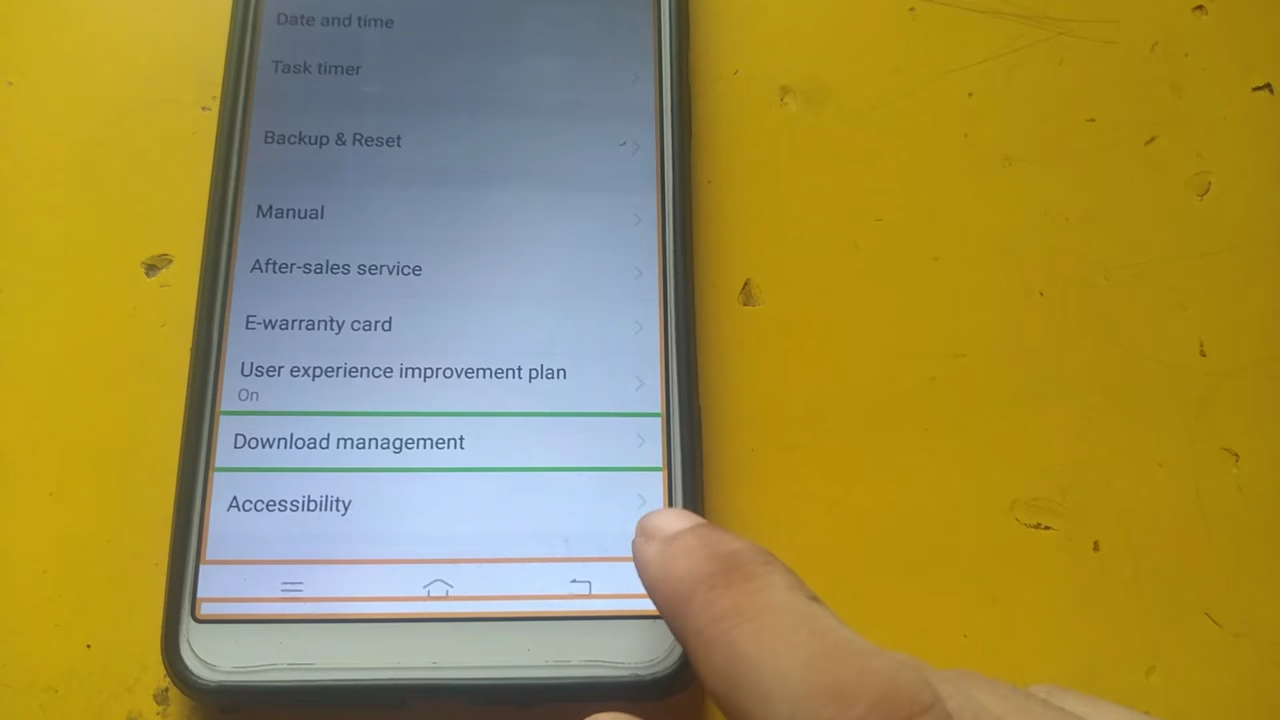 Date and time
Task timer
Backup & Reset
Manual
After-sales service
E-warranty card
User experience improvement plan
On
Download management
Accessibility